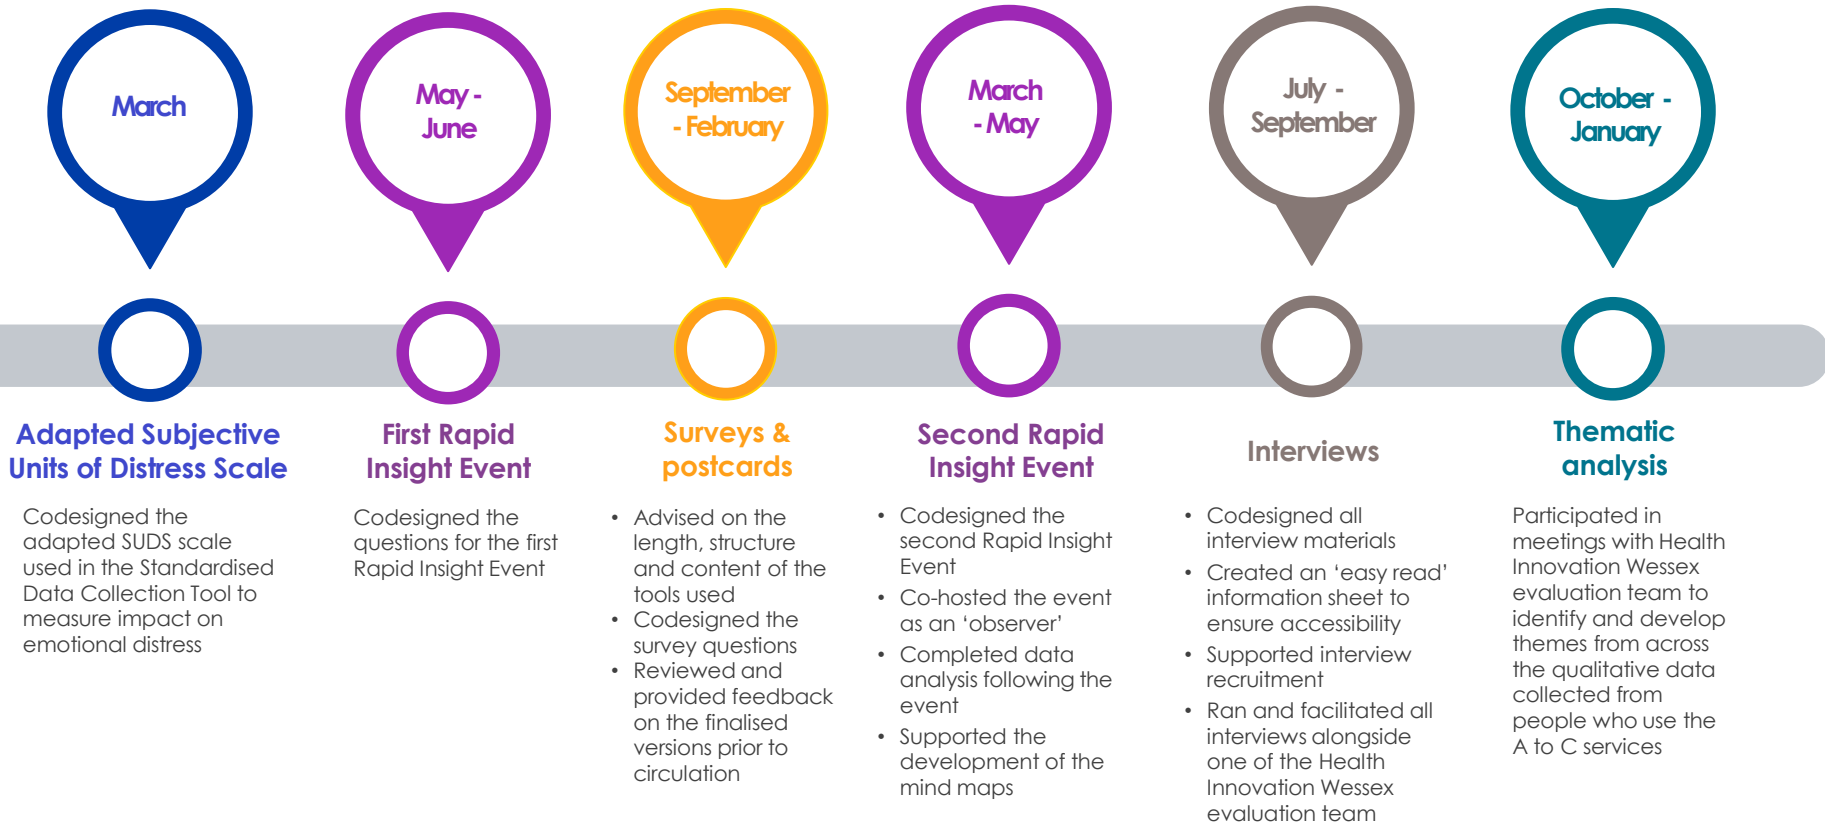 March
May -
June
September
- February
March
- May
July -
September
October -
January
Adapted Subjective
Units of Distress Scale
Codesigned the
adapted SUDS scale
used in the Standardised
Data Collection Tool to
measure impact on
emotional distress
First Rapid
Insight Event
Codesigned the
questions for the first
Rapid Insight Event
Surveys &
postcards
• Advised on the
length, structure
and content of the
tools used
• Codesigned the
survey questions
• Reviewed and
provided feedback
on the finalised
versions prior to
circulation
Second Rapid
Insight Event
• Codesigned the
second Rapid Insight
Event
• Co-hosted the event
as an ‘observer’
• Completed data
analysis following the
event
• Supported the
development of the
mind maps
Interviews
• Codesigned all
interview materials
• Created an ‘easy read’
information sheet to
ensure accessibility
• Supported interview
recruitment
• Ran and facilitated all
interviews alongside
one of the Health
Innovation Wessex
evaluation team
Thematic
analysis
Participated in
meetings with Health
Innovation Wessex
evaluation team to
identify and develop
themes from across
the qualitative data
collected from
people who use the
A to C services